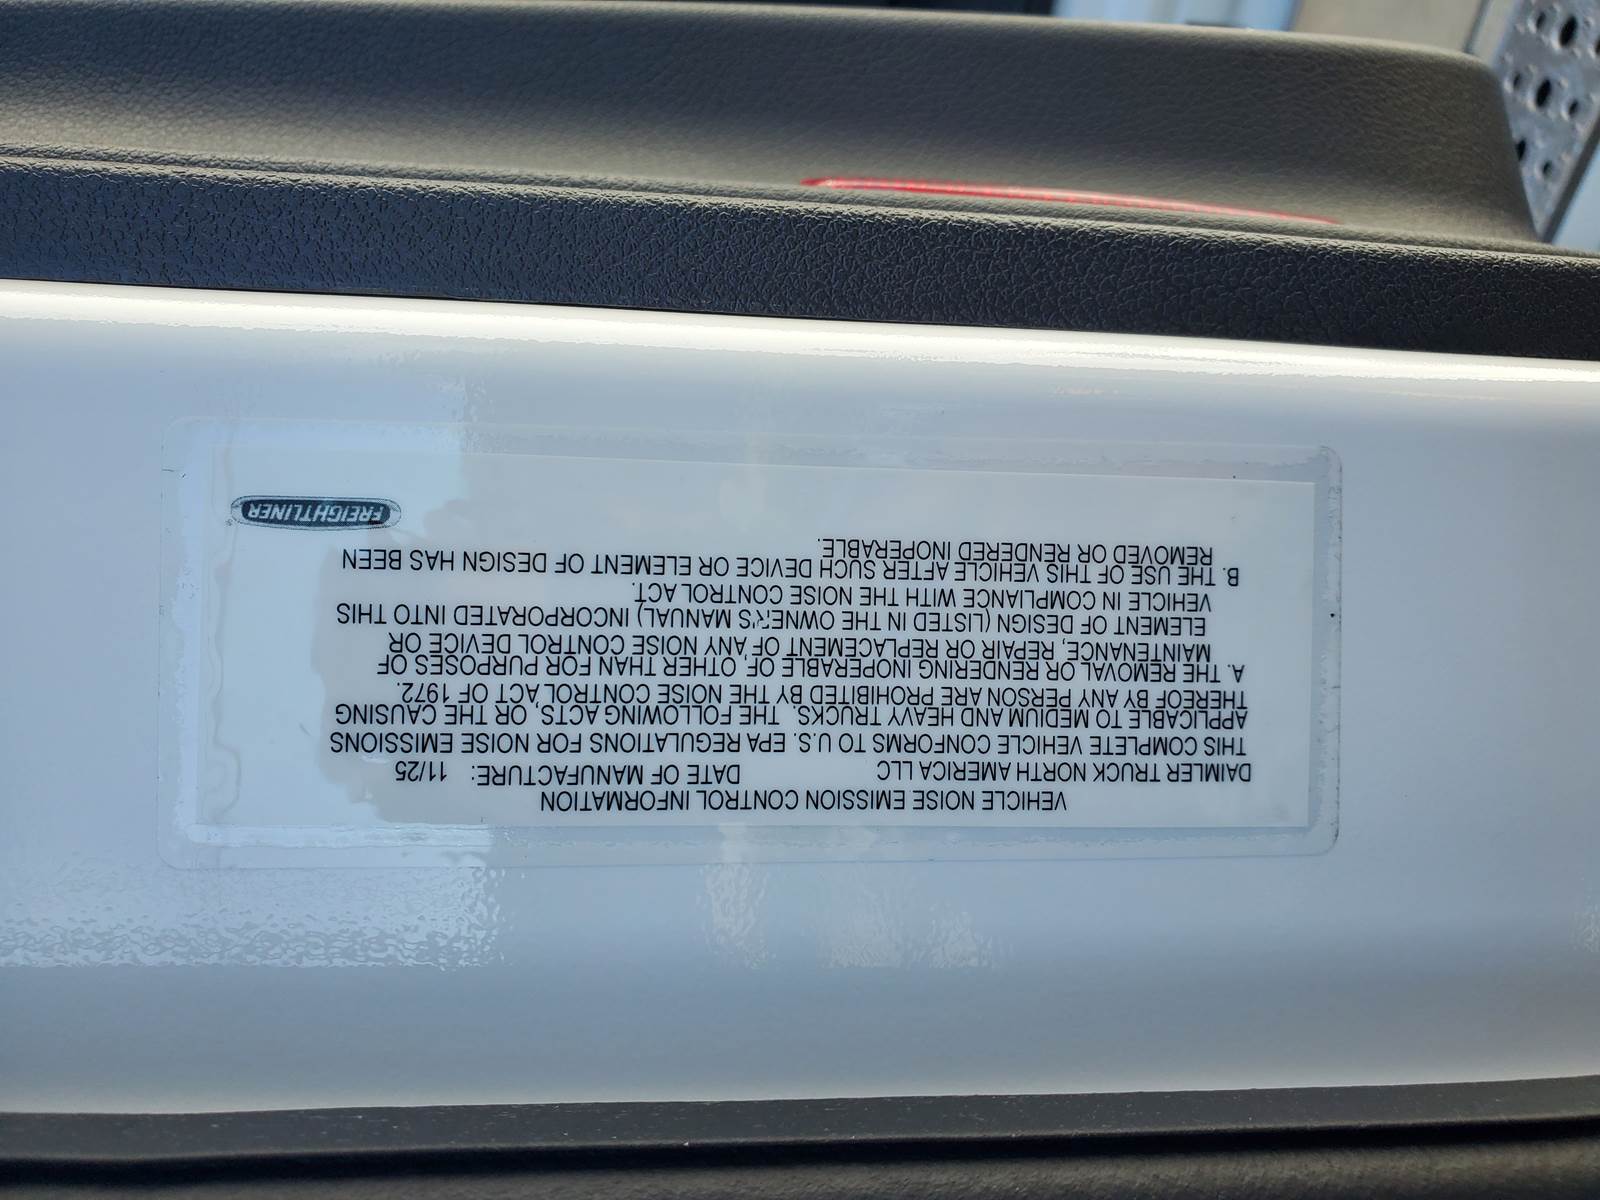 VEHICLE NOISE EMISSION CONTROL INFORMATION
DAIMLER TRUCK NORTH AMERICA LLC DATE OF MANUFACTURE: 11/25
THIS COMPLETE VEHICLE CONFORMS TO U.S. EPA REGULATIONS FOR NOISE EMISSIONS
APPLICABLE TO MEDIUM AND HEAVY TRUCKS. THE FOLLOWING ACTS, OR THE CAUSING
THEREOF BY ANY PERSON ARE PROHIBITED BY THE NOISE CONTROL ACT OF 1972.
A. THE REMOVAL OR RENDERING INOPERABLE OF, OTHER THAN FOR PURPOSES OF
MAINTENANCE, REPAIR OR REPLACEMENT OF ANY NOISE CONTROL DEVICE OR
ELEMENT OF DESIGN (LISTED IN THE OWNER'S MANUAL) INCORPORATED INTO THIS
VEHICLE IN COMPLIANCE WITH THE NOISE CONTROL ACT.
B. THE USE OF THIS VEHICLE AFTER SUCH DEVICE OR ELEMENT OF DESIGN HAS BEEN
REMOVED OR RENDERED INOPERABLE.
FREIGHTLINER